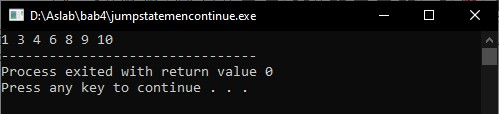 D:\Aslab\bab4\jumpstatemencontinue.exe
1 3 4 6 8 9 10
--------------------------------
Process exited with return value 0
Press any key to continue . . .